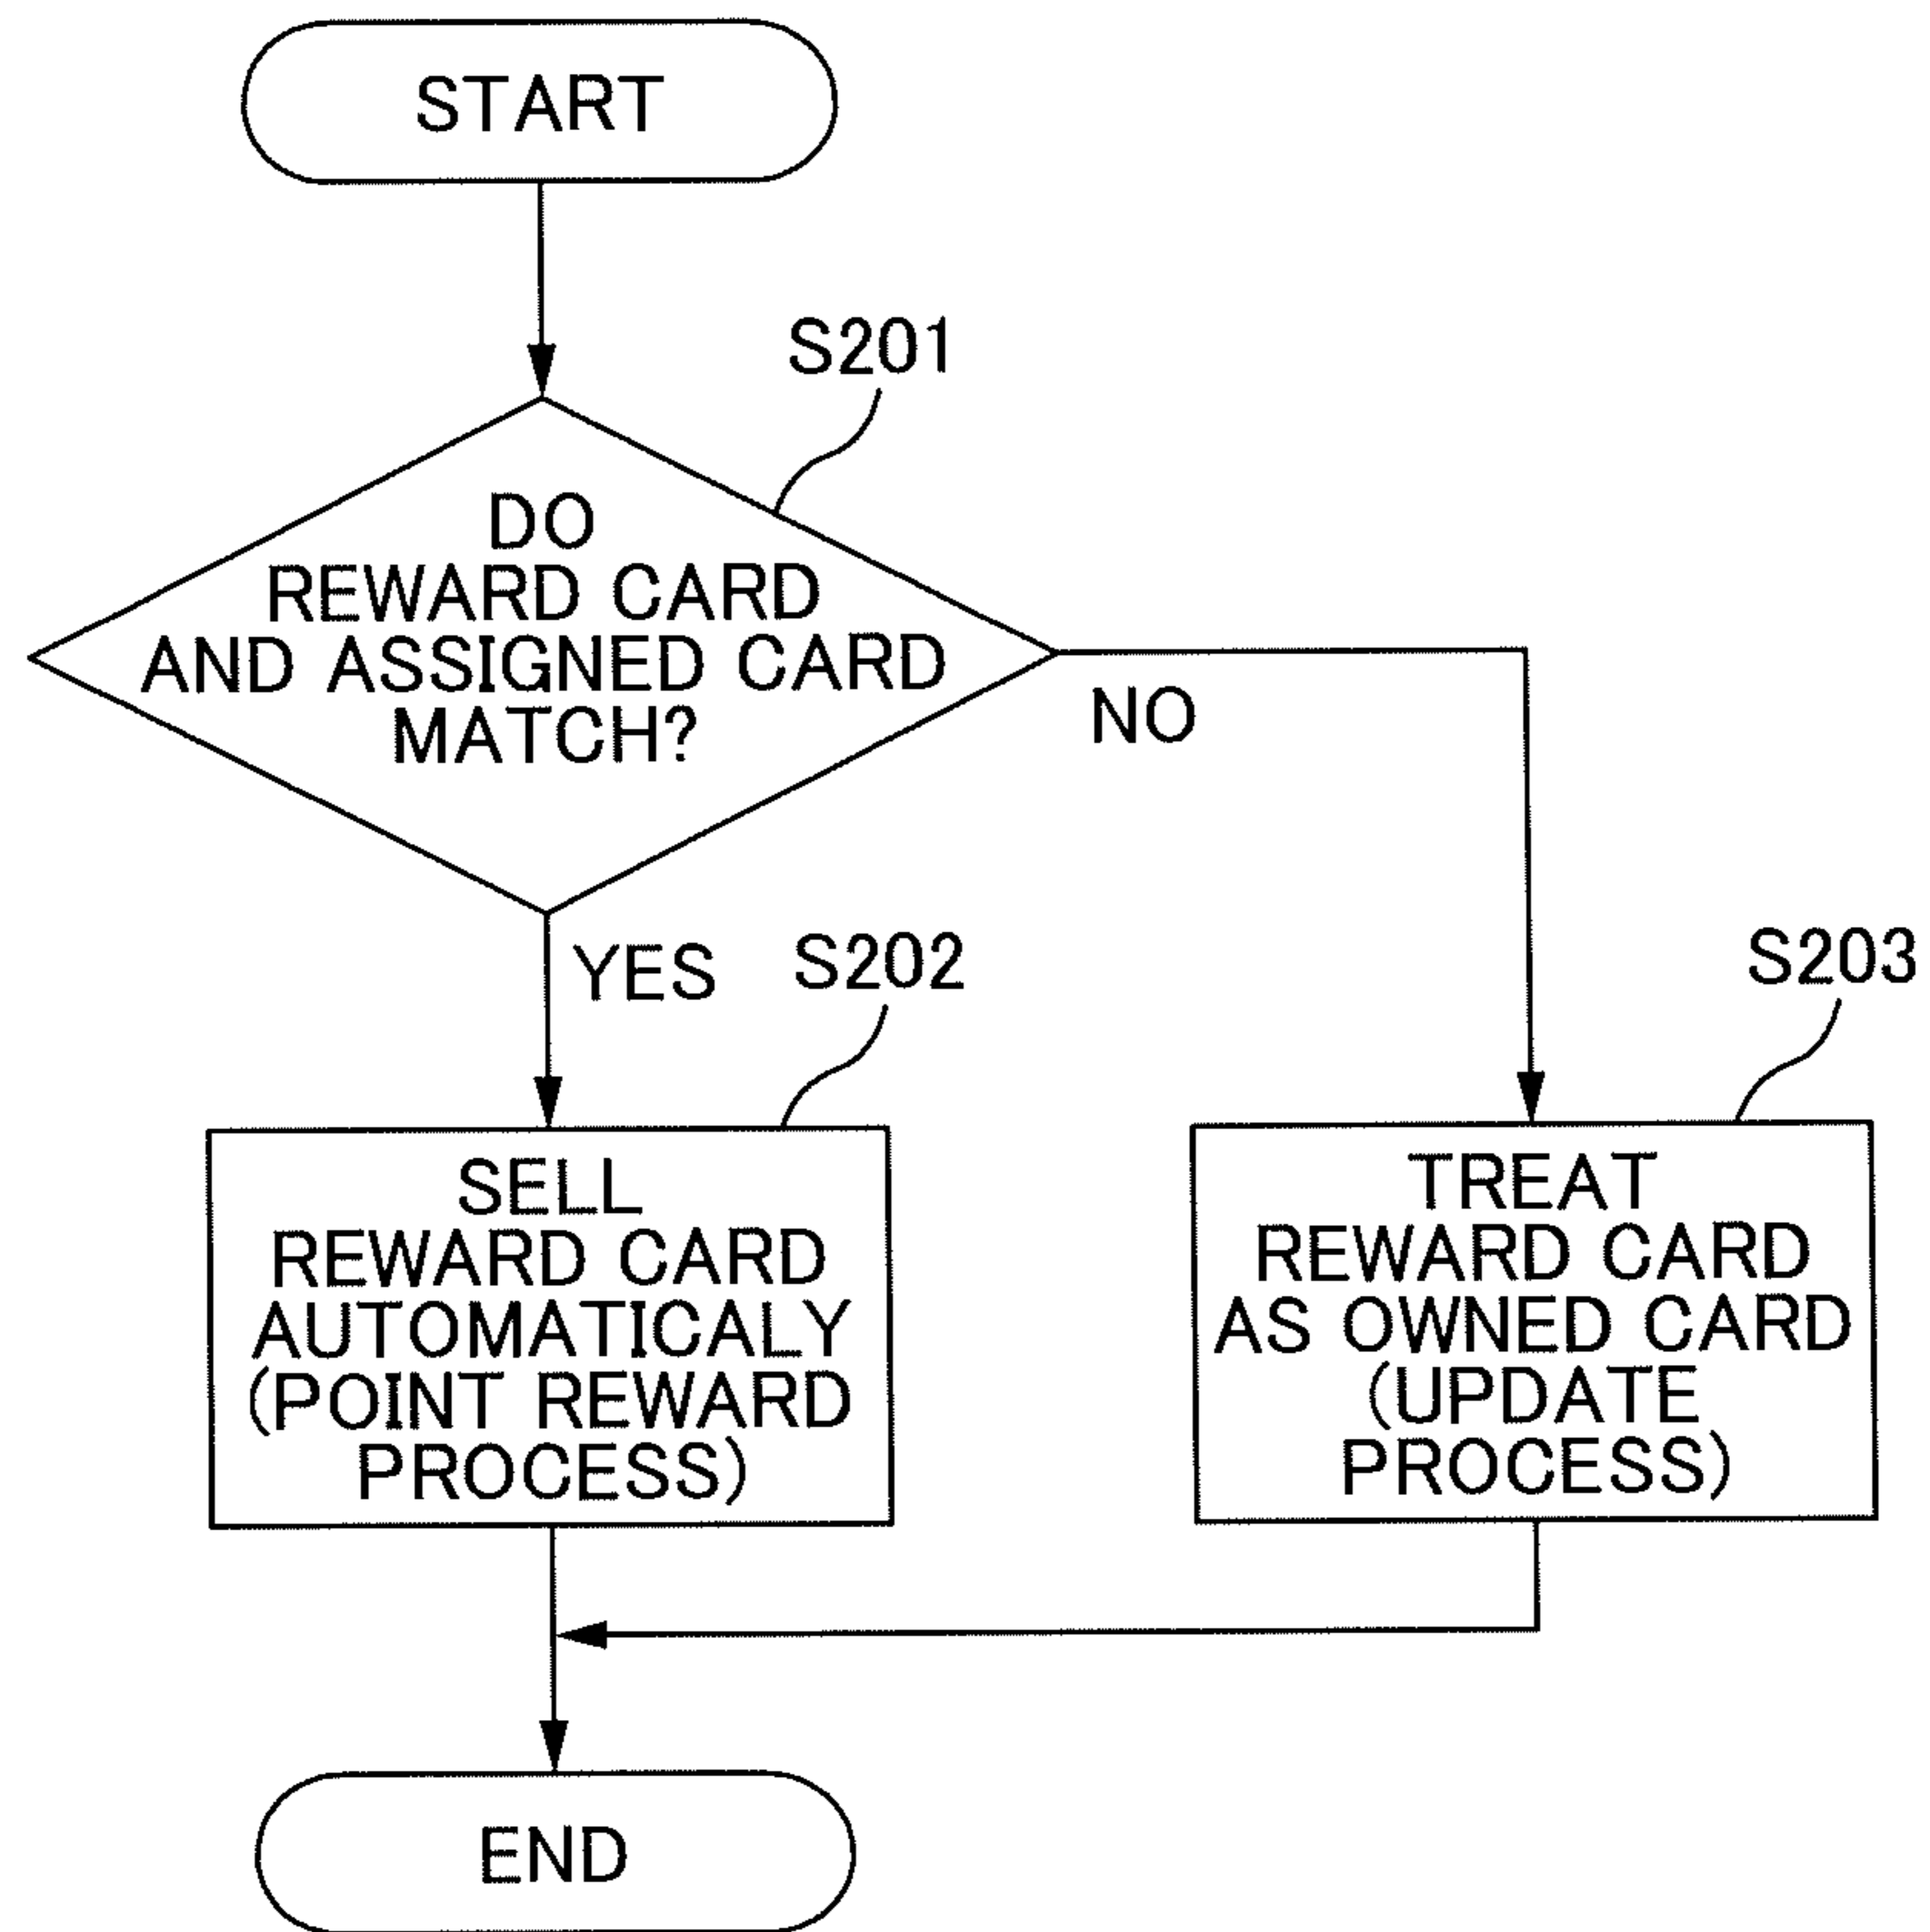 START
S201
DO
REWARD CARD
AND ASSIGNED CARD
MATCH?
NO
YES
S202
S203
SELL
REWARD CARD
AUTOMATICALY
(POINT REWARD
PROCESS)
TREAT
REWARD CARD
AS OWNED CARD
(UPDATE
PROCESS)
END